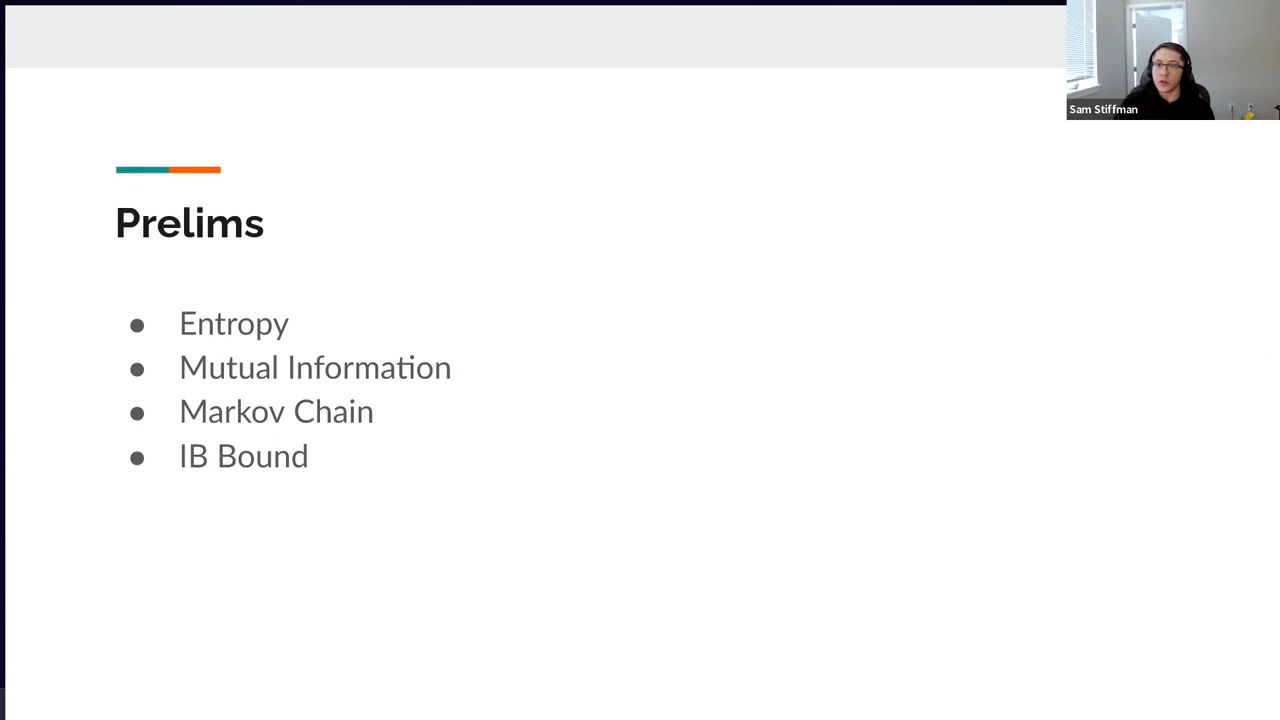 Sam Stiffman
Prelims
● Entropy
● Mutual Information
● Markov Chain
● IB Bound